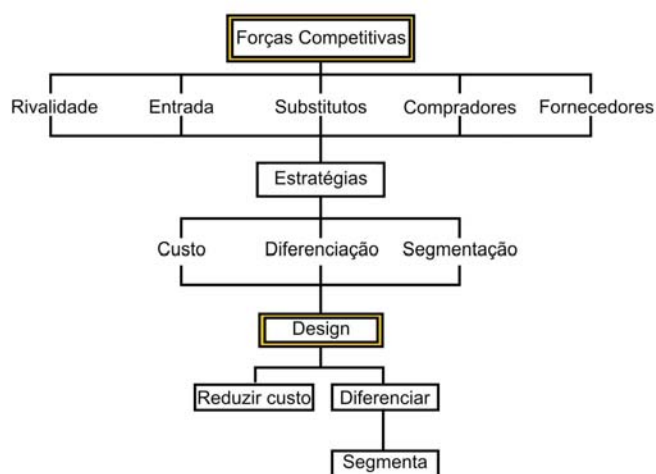 Forças Competitivas
Rivalidade Entrada Substitutos Compradores Fornecedores
Estratégias
Custo Diferenciação Segmentação
Design
Reduzir custo Diferenciar
Segmenta